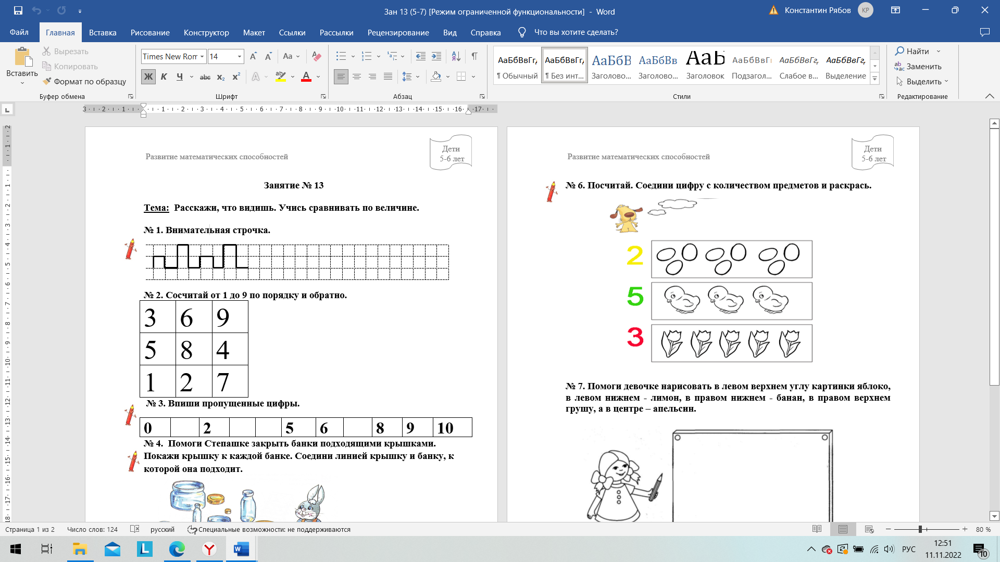 Зан 13 (5-7) [Режим ограниченной функциональности] - Word
Константин Рябов
КР
Файл
Главная
Вставка
Рисование
Конструктор
Макет
Ссылки
Рассылки
Рецензирование
Вид
Справка
Что вы хотите сделать?
Вставить
Вырезать
Копировать
Формат по образцу
Буфер обмена
Times New Rom
14
Aa
Ж К Ч abc x₂ x²
Шрифт
Абзац
АаБбВвГг,
АаБбВвГг,
АаБбВ
АаБбВв
АаБ
АаБбВвГ
АаБбВвГг,
АаБбВвГг,
¶ Обычный
¶ Без инт...
Заголово...
Заголово...
Заголовок
Подзагол...
Слабое в...
Выделение
Стили
Найти
Заменить
Выделить
Редактирование
3 2 1 1 2 3 4 5 6 7 8 9 10 11 12 13 14 15 16 17
Развитие математических способностей
Дети
5-6 лет
Занятие № 13
Тема: Расскажи, что видишь. Учись сравнивать по величине.
№ 1. Внимательная строчка.
№ 2. Сосчитай от 1 до 9 по порядку и обратно.
3 6 9
5 8 4
1 2 7
№ 3. Впиши пропущенные цифры.
0 2 5 6 8 9 10
№ 4. Помоги Степашке закрыть банки подходящими крышками.
Покажи крышку к каждой банке. Соедини линией крышку и банку, к
которой она подходит.
Развитие математических способностей
Дети
5-6 лет
№ 6. Посчитай. Соедини цифру с количеством предметов и раскрась.
2
5
3
№ 7. Помоги девочке нарисовать в левом верхнем углу картинки яблоко,
в левом нижнем - лимон, в правом нижнем - банан, в правом верхнем
грушу, а в центре – апельсин.
Страница 1 из 2
Число слов: 124
русский
Специальные возможности: не поддерживаются
80 %
РУС
12:51
11.11.2022
10